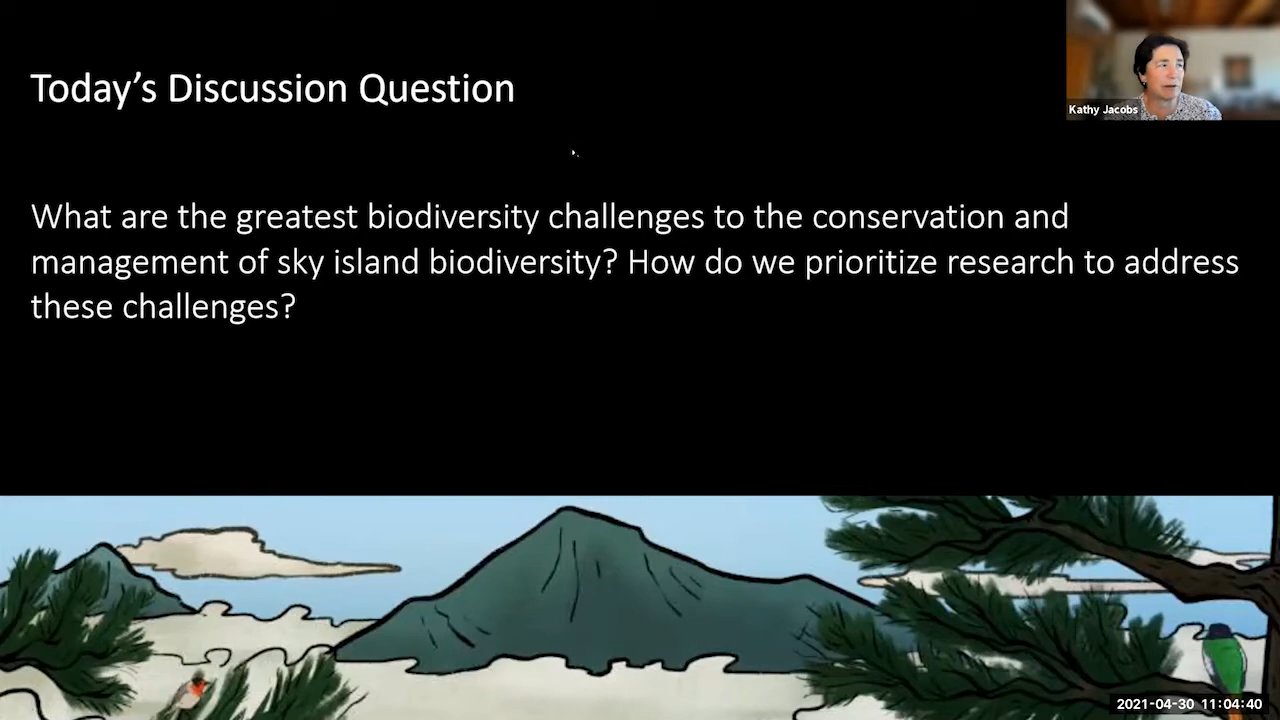 Today's Discussion Question
Kathy Jacobs
What are the greatest biodiversity challenges to the conservation and
management of sky island biodiversity? How do we prioritize research to address
these challenges?
2021-04-30 11:04:40